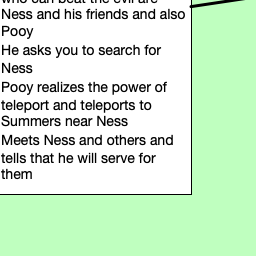 who can beat the evil are
Ness and his friends and also
Pooy
He asks you to search for
Ness
Pooy realizes the power of
teleport and teleports to
Summers near Ness
Meets Ness and others and
tells that he will serve for
them